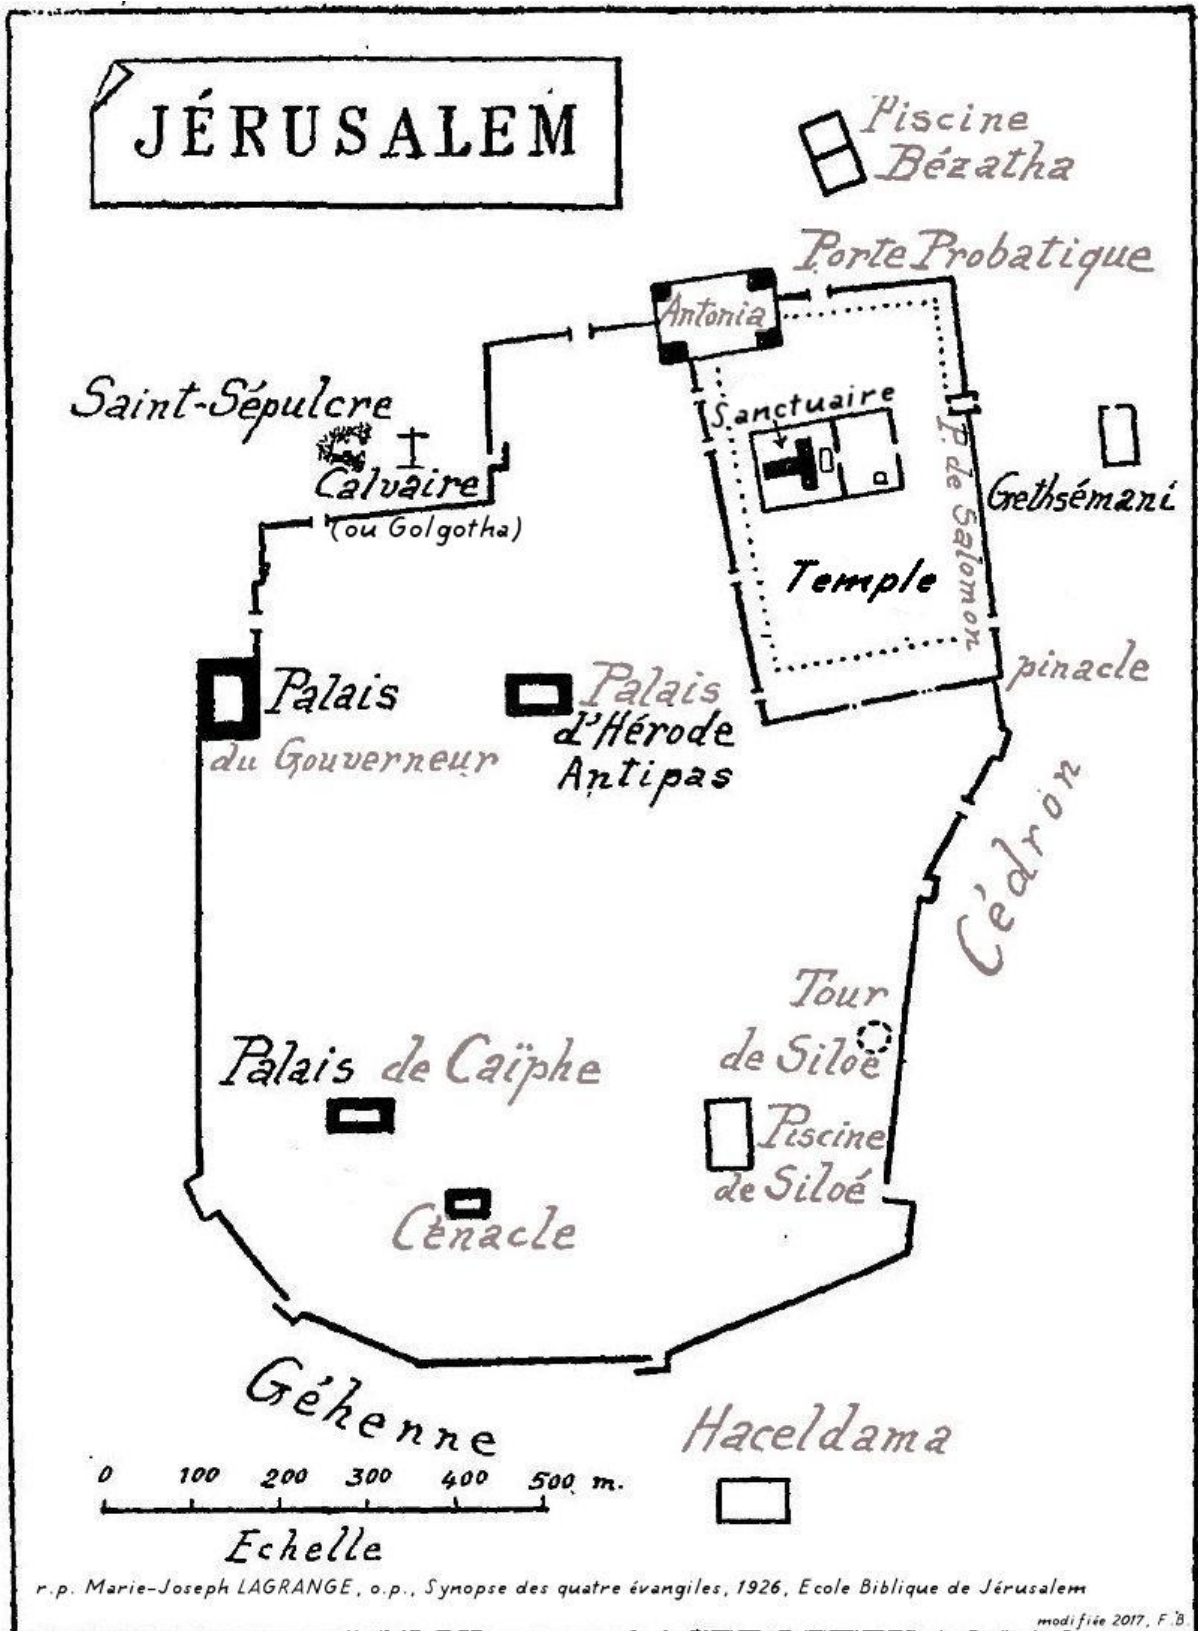 JÉRUSALEM
Piscine
Bézatha
Porte Probatique
Antonia
Saint-Sépulcre
Sanctuaire
Calvaire
(ou Golgotha)
P. de Salomon
Gethsémani
Temple
pinacle
Palais
du Gouverneur
Palais
d'Hérode
Antipas
Cédron
Tour
de Siloé
Palais de Caïphe
Piscine
de Siloé
Cénacle
Géhenne
Haceldama
0 100 200 300 400 500 m.
Echelle
r.p. Marie-Joseph LAGRANGE, o.p., Synopse des quatre évangiles, 1926, Ecole Biblique de Jérusalem
modifiée 2017, F.B.